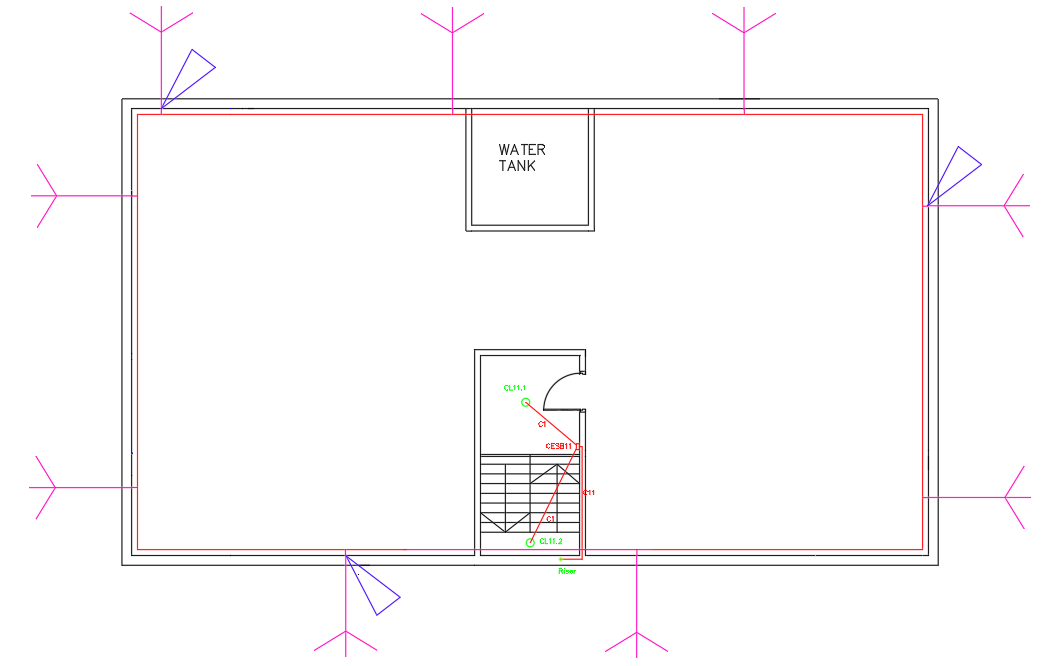 WATER
TANK
CL11.1
C1
CESB11
C11
C1
CL11.2
Riser